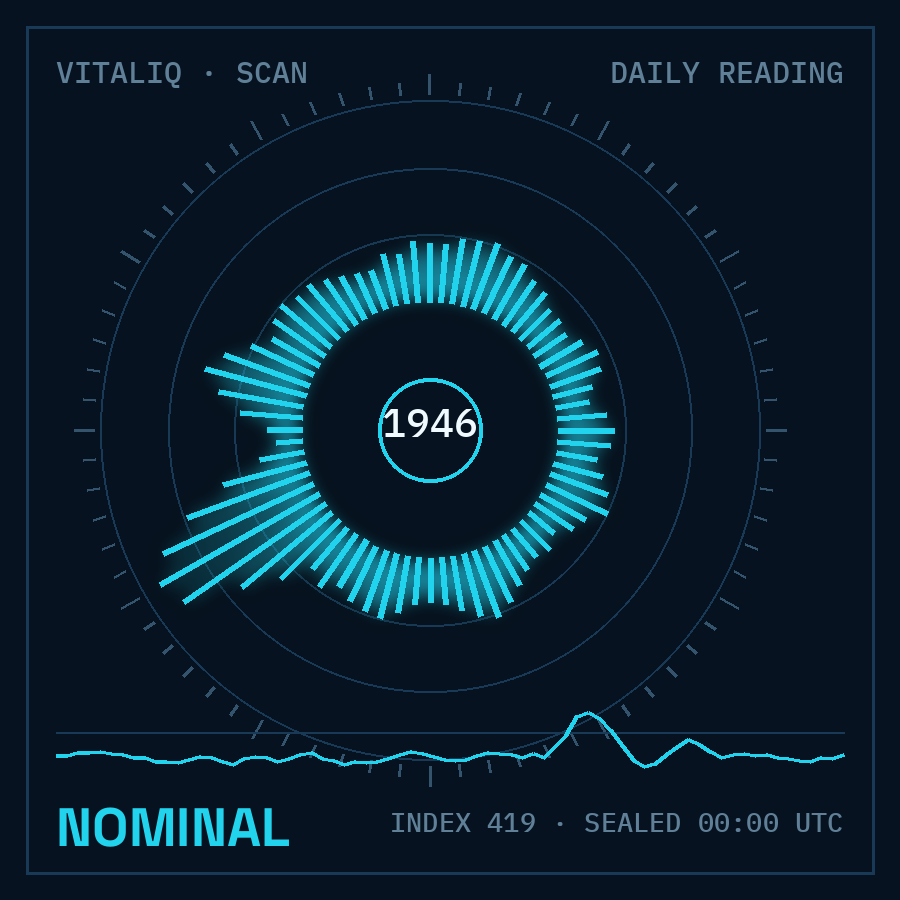 VITALIQ · SCAN
DAILY READING
1946
NOMINAL
INDEX 419 · SEALED 00:00 UTC